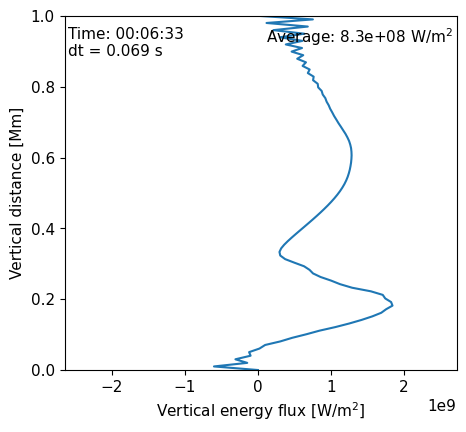 Time: 00:06:33
dt = 0.069 s
Average: 8.3e+08 W/m²
Vertical distance [Mm]
1.0
0.8
0.6
0.4
0.2
0.0
−2
−1
0
1
2
1e9
Vertical energy flux [W/m²]